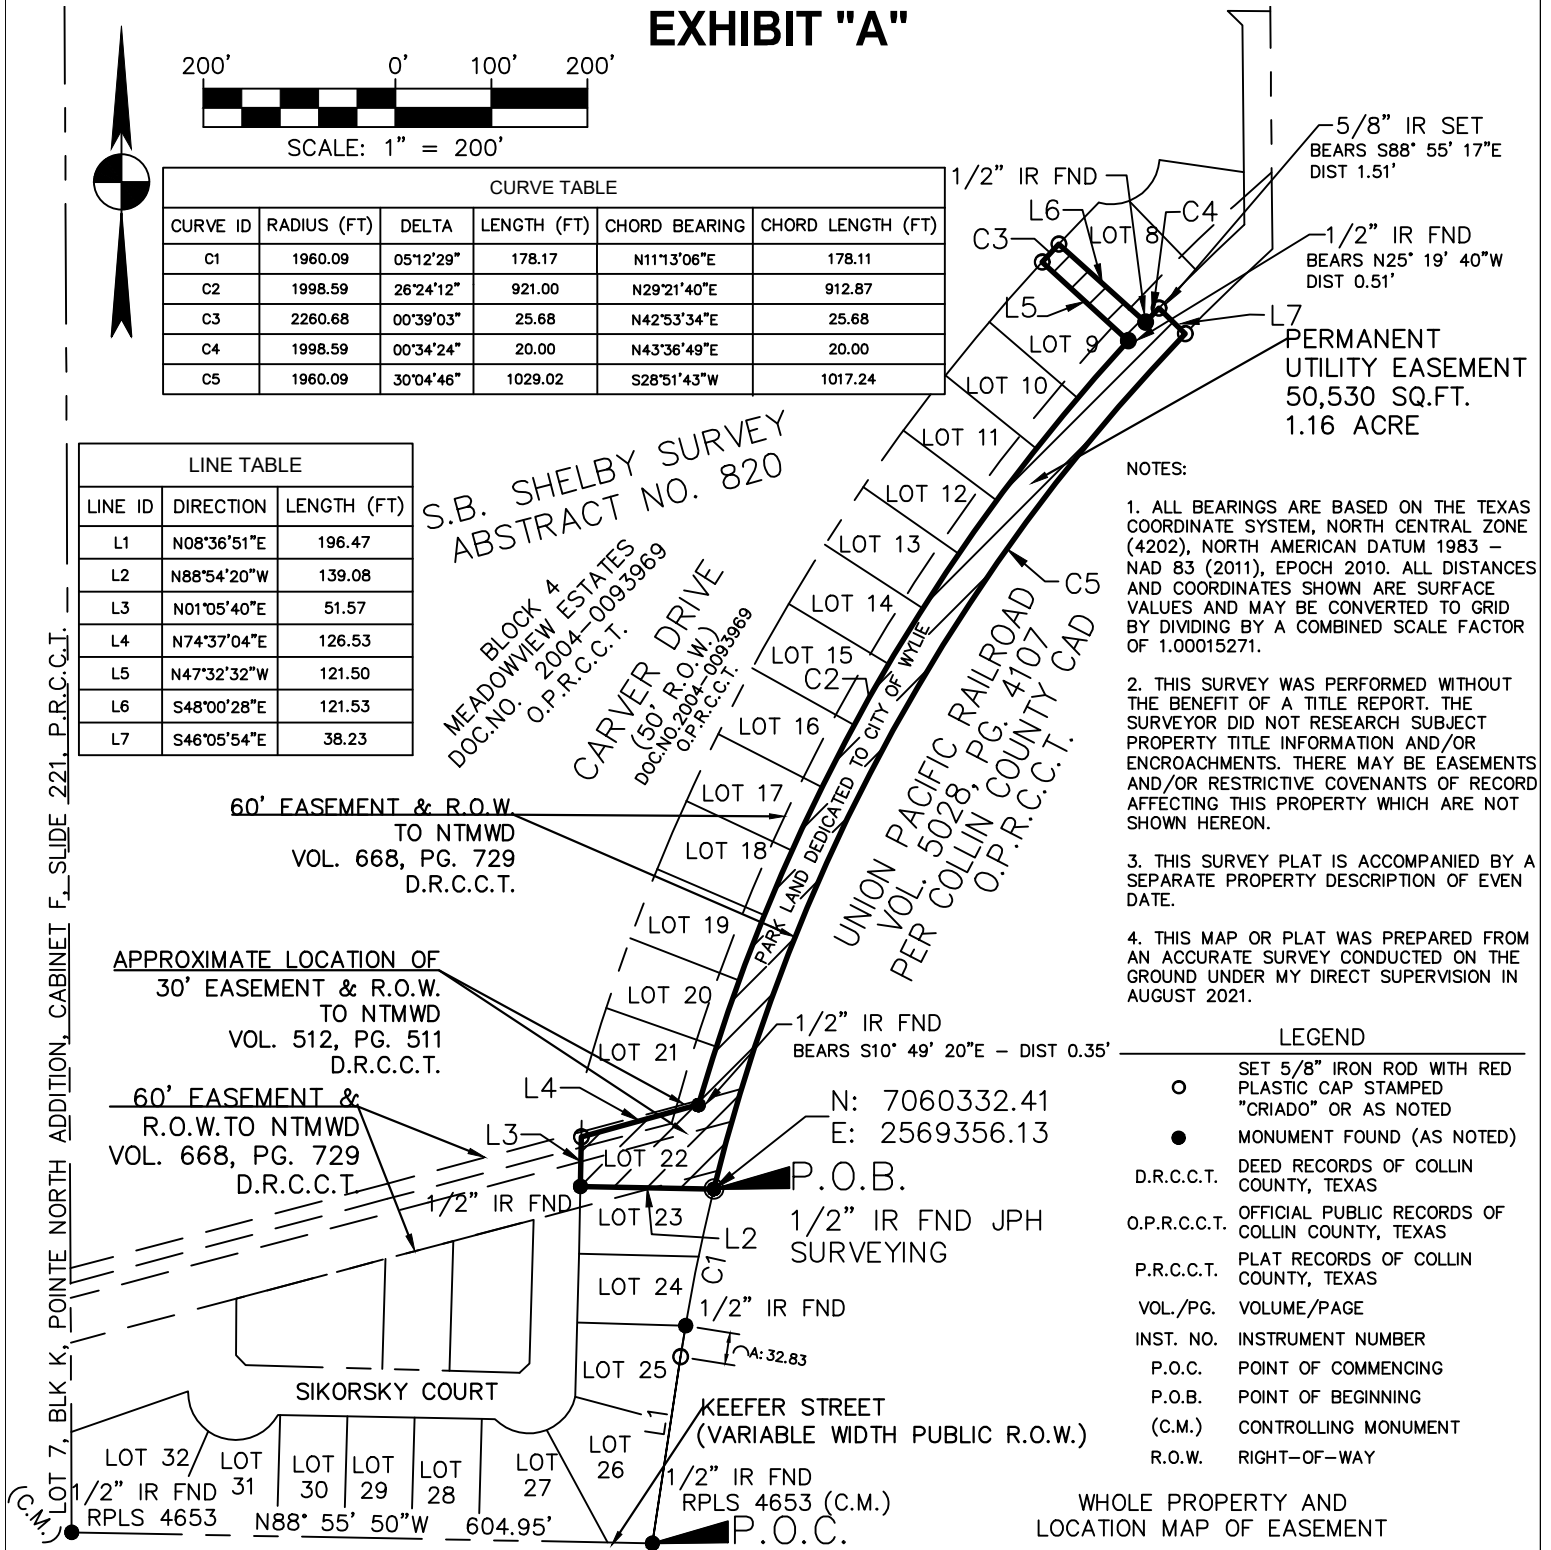 EXHIBIT "A"
200' 0' 100' 200'
SCALE: 1" = 200'
CURVE TABLE
CURVE ID RADIUS (FT) DELTA LENGTH (FT) CHORD BEARING CHORD LENGTH (FT)
C1 1960.09 05°12'29" 178.17 N11°13'06"E 178.11
C2 1998.59 26°24'12" 921.00 N29°21'40"E 912.87
C3 2260.68 00°39'03" 25.68 N42°53'34"E 25.68
C4 1998.59 00°34'24" 20.00 N43°36'49"E 20.00
C5 1960.09 30°04'46" 1029.02 S28°51'43"W 1017.24
LINE TABLE
LINE ID DIRECTION LENGTH (FT)
L1 N08°36'51"E 196.47
L2 N88°54'20"W 139.08
L3 N01°05'40"E 51.57
L4 N74°37'04"E 126.53
L5 N47°32'32"W 121.50
L6 S48°00'28"E 121.53
L7 S46°05'54"E 38.23
5/8" IR SET
BEARS S88° 55' 17"E
DIST 1.51'
1/2" IR FND
L6
C4
C3
LOT 8
1/2" IR FND
BEARS N25° 19' 40"W
DIST 0.51'
L5
L7
PERMANENT
UTILITY EASEMENT
50,530 SQ.FT.
1.16 ACRE
LOT 9
LOT 10
LOT 11
LOT 12
LOT 13
LOT 14
LOT 15
C2
C5
LOT 16
LOT 17
LOT 18
LOT 19
LOT 20
LOT 21
S.B. SHELBY SURVEY
ABSTRACT NO. 820
BLOCK 4
MEADOWVIEW ESTATES
DOC.NO. 2004-0093969
O.P.R.C.C.T.
CARVER DRIVE
(50' R.O.W.)
DOC.NO.2004-0093969
O.P.R.C.C.T.
PARK LAND DEDICATED TO CITY OF WYLIE
UNION PACIFIC RAILROAD
VOL. 5028, PG. 4107
PER COLLIN COUNTY CAD
O.P.R.C.C.T.
60' EASEMENT & R.O.W.
TO NTMWD
VOL. 668, PG. 729
D.R.C.C.T.
APPROXIMATE LOCATION OF
30' EASEMENT & R.O.W.
TO NTMWD
VOL. 512, PG. 511
D.R.C.C.T.
60' EASEMENT &
R.O.W.TO NTMWD
VOL. 668, PG. 729
D.R.C.C.T.
LOT 7, BLK K, POINTE NORTH ADDITION, CABINET F, SLIDE 221, P.R.C.C.T.
1/2" IR FND
BEARS S10° 49' 20"E - DIST 0.35'
L4
N: 7060332.41
E: 2569356.13
L3
LOT 22
P.O.B.
1/2" IR FND
1/2" IR FND JPH
SURVEYING
LOT 23
L2
C1
LOT 24
1/2" IR FND
A:32.83
LOT 25
SIKORSKY COURT
KEEFER STREET
(VARIABLE WIDTH PUBLIC R.O.W.)
L1
LOT 26
LOT 27
LOT 28
LOT 29
LOT 30
LOT 31
LOT 32
1/2" IR FND
RPLS 4653
(C.M.)
N88° 55' 50"W 604.95'
1/2" IR FND
RPLS 4653 (C.M.)
P.O.C.
NOTES:
1. ALL BEARINGS ARE BASED ON THE TEXAS
COORDINATE SYSTEM, NORTH CENTRAL ZONE
(4202), NORTH AMERICAN DATUM 1983 -
NAD 83 (2011), EPOCH 2010. ALL DISTANCES
AND COORDINATES SHOWN ARE SURFACE
VALUES AND MAY BE CONVERTED TO GRID
BY DIVIDING BY A COMBINED SCALE FACTOR
OF 1.00015271.
2. THIS SURVEY WAS PERFORMED WITHOUT
THE BENEFIT OF A TITLE REPORT. THE
SURVEYOR DID NOT RESEARCH SUBJECT
PROPERTY TITLE INFORMATION AND/OR
ENCROACHMENTS. THERE MAY BE EASEMENTS
AND/OR RESTRICTIVE COVENANTS OF RECORD
AFFECTING THIS PROPERTY WHICH ARE NOT
SHOWN HEREON.
3. THIS SURVEY PLAT IS ACCOMPANIED BY A
SEPARATE PROPERTY DESCRIPTION OF EVEN
DATE.
4. THIS MAP OR PLAT WAS PREPARED FROM
AN ACCURATE SURVEY CONDUCTED ON THE
GROUND UNDER MY DIRECT SUPERVISION IN
AUGUST 2021.
LEGEND
SET 5/8" IRON ROD WITH RED
PLASTIC CAP STAMPED
"CRIADO" OR AS NOTED
MONUMENT FOUND (AS NOTED)
D.R.C.C.T. DEED RECORDS OF COLLIN
COUNTY, TEXAS
O.P.R.C.C.T. OFFICIAL PUBLIC RECORDS OF
COLLIN COUNTY, TEXAS
P.R.C.C.T. PLAT RECORDS OF COLLIN
COUNTY, TEXAS
VOL./PG. VOLUME/PAGE
INST. NO. INSTRUMENT NUMBER
P.O.C. POINT OF COMMENCING
P.O.B. POINT OF BEGINNING
(C.M.) CONTROLLING MONUMENT
R.O.W. RIGHT-OF-WAY
WHOLE PROPERTY AND
LOCATION MAP OF EASEMENT